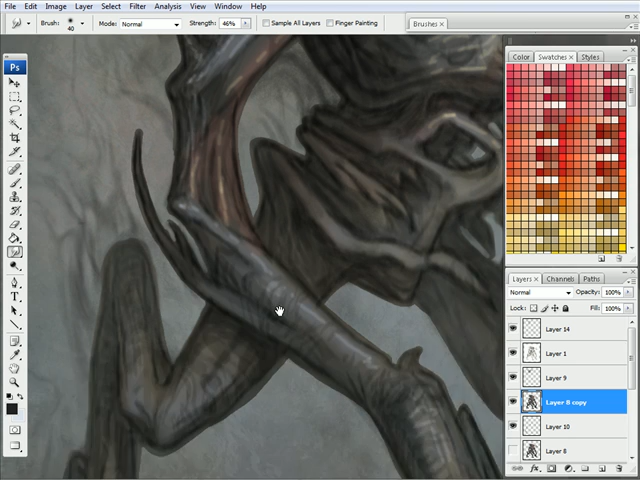 File Edit Image Layer Select Filter Analysis View Window Help
Brush: 40 Mode: Normal Strength: 46% Sample All Layers Finger Painting Brushes
Ps
Color Swatches Styles
Layers Channels Paths
Normal Opacity: 100%
Lock: Fill: 100%
Layer 14
Layer 1
Layer 9
Layer 8 copy
Layer 10
Layer 8